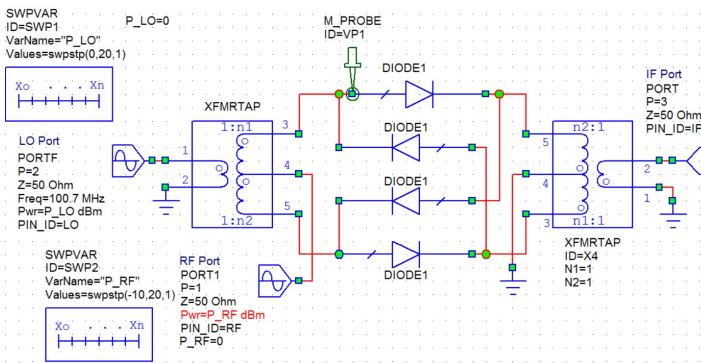 SWPVAR
ID=SWP1
VarName="P_LO"
Values=swpstp(0,20,1)
Xo . . . Xn
P_LO=0
M_PROBE
ID=VP1
DIODE1
DIODE1
DIODE1
DIODE1
XFMRTAP
1:n1
3
4
5
1:n2
1
2
LO Port
PORTF
P=2
Z=50 Ohm
Freq=100.7 MHz
Pwr=P_LO dBm
PIN_ID=LO
IF Port
PORT
P=3
Z=50 Ohm
PIN_ID=IF
n2:1
5
4
3
n1:1
2
1
XFMRTAP
ID=X4
N1=1
N2=1
SWPVAR
ID=SWP2
VarName="P_RF"
Values=swpstp(-10,20,1)
Xo . . . Xn
RF Port
PORT1
P=1
Z=50 Ohm
Pwr=P_RF dBm
PIN_ID=RF
P_RF=0